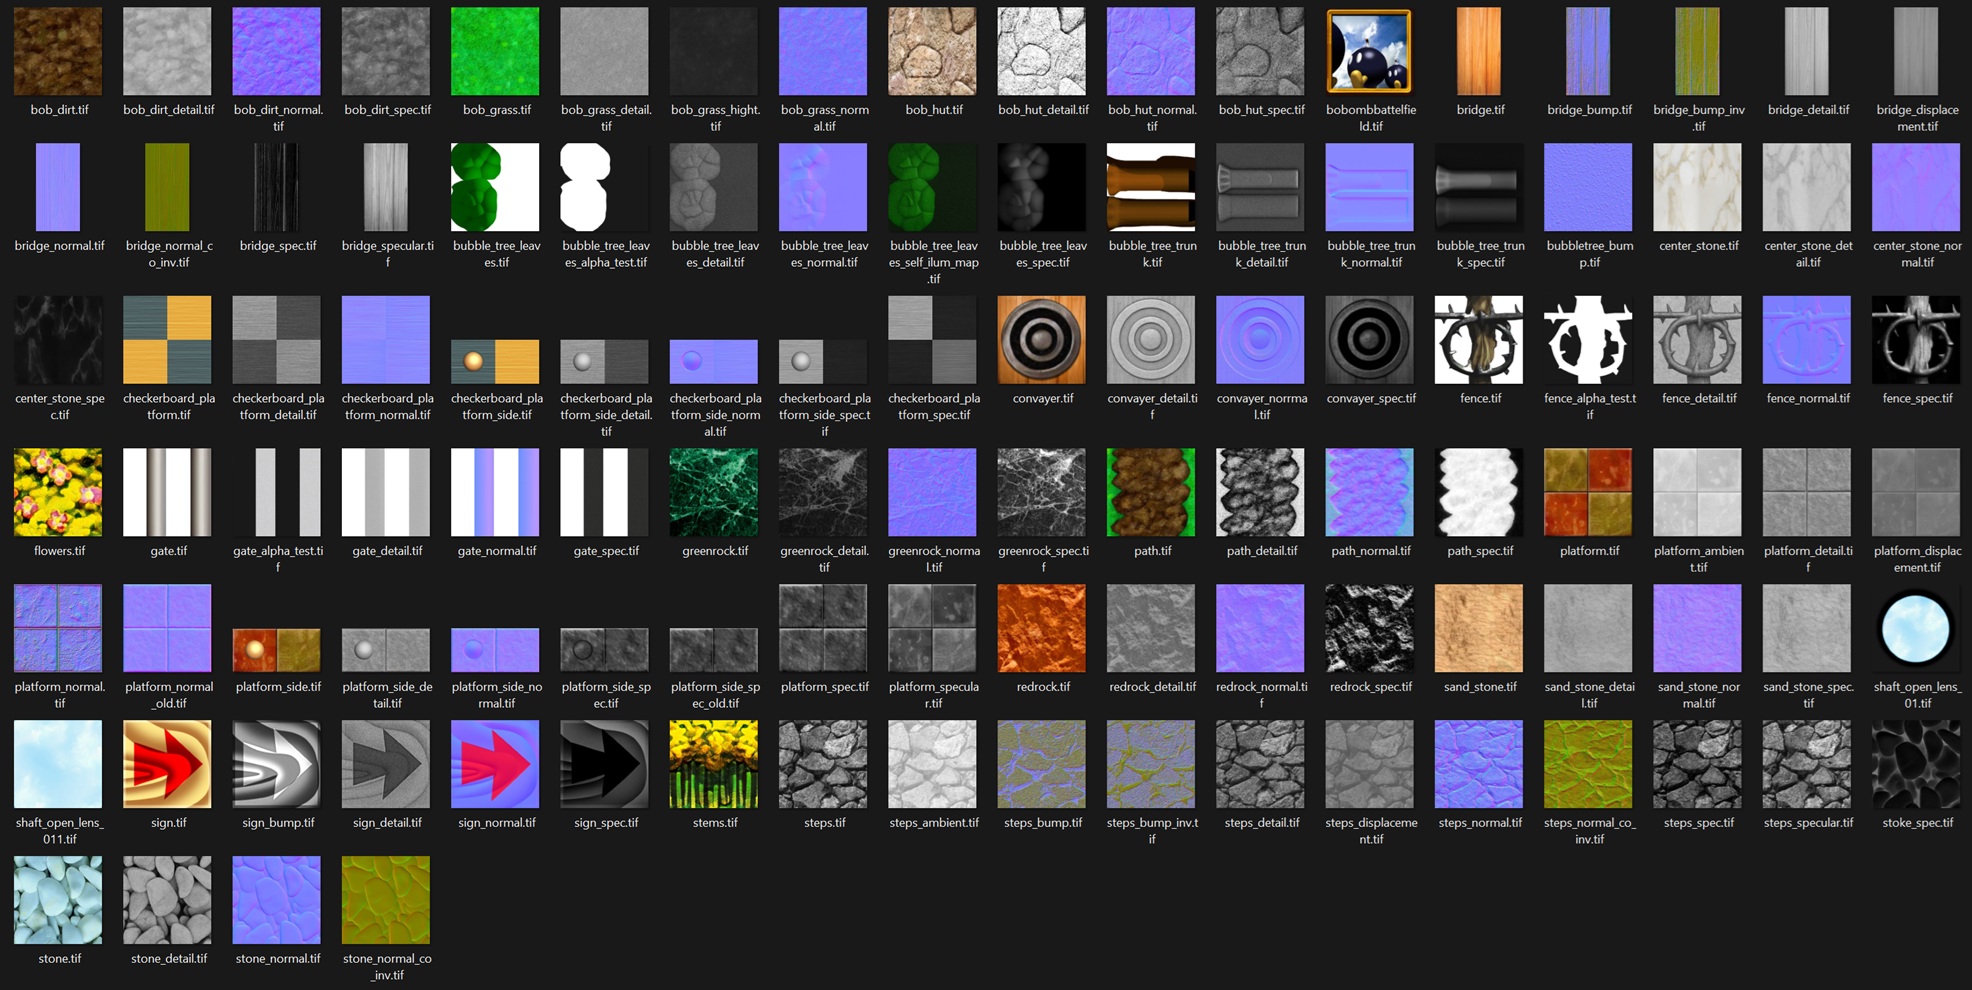 bob_dirt.tif
bob_dirt_detail.tif
bob_dirt_normal.
tif
bob_dirt_spec.tif
bob_grass.tif
bob_grass_detail.
tif
bob_grass_hight.
tif
bob_grass_norm
al.tif
bob_hut.tif
bob_hut_detail.tif
bob_hut_normal.
tif
bob_hut_spec.tif
bobombbattelfie
ld.tif
bridge.tif
bridge_bump.tif
bridge_bump_inv
.tif
bridge_detail.tif
bridge_displace
ment.tif
bridge_normal.tif
bridge_normal_c
o_inv.tif
bridge_spec.tif
bridge_specular.ti
f
bubble_tree_leav
es.tif
bubble_tree_leav
es_alpha_test.tif
bubble_tree_leav
es_detail.tif
bubble_tree_leav
es_normal.tif
bubble_tree_leav
es_self_ilum_map
.tif
bubble_tree_leav
es_spec.tif
bubble_tree_trun
k.tif
bubble_tree_trun
k_detail.tif
bubble_tree_trun
k_normal.tif
bubble_tree_trun
k_spec.tif
bubbletree_bum
p.tif
center_stone.tif
center_stone_det
ail.tif
center_stone_nor
mal.tif
center_stone_spe
c.tif
checkerboard_pla
tform.tif
checkerboard_pla
tform_detail.tif
checkerboard_pla
tform_normal.tif
checkerboard_pla
tform_side.tif
checkerboard_pla
tform_side_detail.
tif
checkerboard_pla
tform_side_norm
al.tif
checkerboard_pla
tform_side_spec.t
if
checkerboard_pla
tform_spec.tif
convayer.tif
convayer_detail.ti
f
convayer_norrma
l.tif
convayer_spec.tif
fence.tif
fence_alpha_test.t
if
fence_detail.tif
fence_normal.tif
fence_spec.tif
flowers.tif
gate.tif
gate_alpha_test.ti
f
gate_detail.tif
gate_normal.tif
gate_spec.tif
greenrock.tif
greenrock_detail.
tif
greenrock_norma
l.tif
greenrock_spec.ti
f
path.tif
path_detail.tif
path_normal.tif
path_spec.tif
platform.tif
platform_ambien
t.tif
platform_detail.ti
f
platform_displac
ement.tif
platform_normal.
tif
platform_normal
_old.tif
platform_side.tif
platform_side_de
tail.tif
platform_side_no
rmal.tif
platform_side_sp
ec.tif
platform_side_sp
ec_old.tif
platform_spec.tif
platform_specula
r.tif
redrock.tif
redrock_detail.tif
redrock_normal.ti
f
redrock_spec.tif
sand_stone.tif
sand_stone_detai
l.tif
sand_stone_nor
mal.tif
sand_stone_spec.
tif
shaft_open_lens_
01.tif
shaft_open_lens_
011.tif
sign.tif
sign_bump.tif
sign_detail.tif
sign_normal.tif
sign_spec.tif
stems.tif
steps.tif
steps_ambient.tif
steps_bump.tif
steps_bump_inv.t
if
steps_detail.tif
steps_displaceme
nt.tif
steps_normal.tif
steps_normal_co_
inv.tif
steps_spec.tif
steps_specular.tif
stoke_spec.tif
stone.tif
stone_detail.tif
stone_normal.tif
stone_normal_co
_inv.tif